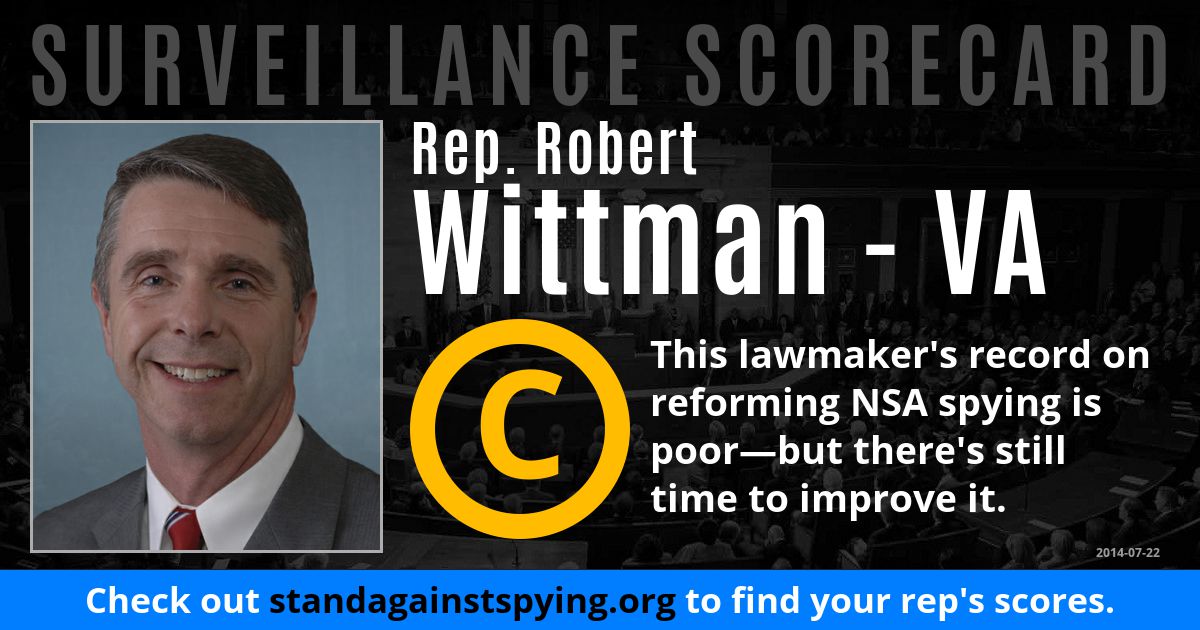 SURVEILLANCE SCORECARD
Rep. Robert
Wittman - VA
C
This lawmaker's record on
reforming NSA spying is
poor—but there's still
time to improve it.
2014-07-22
Check out standagainstspying.org to find your rep's scores.